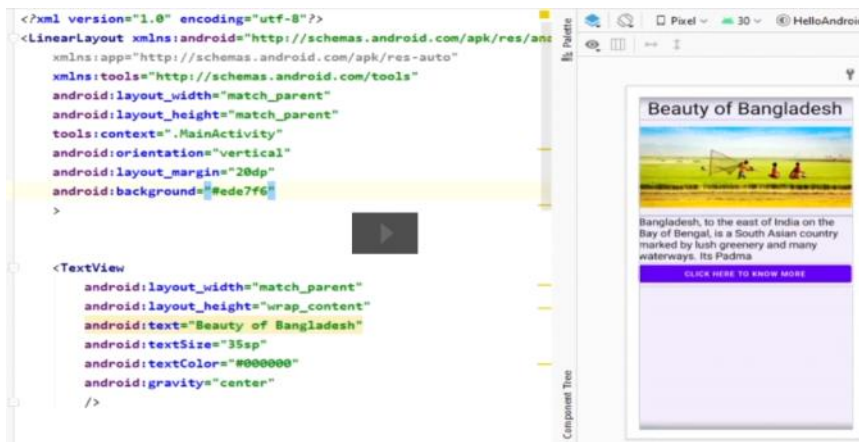 <?xml version="1.0" encoding="utf-8"?>
<LinearLayout xmlns:android="http://schemas.android.com/apk/res/and
xmlns:app="http://schemas.android.com/apk/res-auto"
xmlns:tools="http://schemas.android.com/tools"
android:layout_width="match_parent"
android:layout_height="match_parent"
tools:context=".MainActivity"
android:orientation="vertical"
android:layout_margin="20dp"
android:background="#ede7f6"
>
<TextView
android:layout_width="match_parent"
android:layout_height="wrap_content"
android:text="Beauty of Bangladesh"
android:textSize="35sp"
android:textColor="#000000"
android:gravity="center"
/>
Palette
Component Tree
Pixel
30
HelloAndroi
Beauty of Bangladesh
Bangladesh, to the east of India on the
Bay of Bengal, is a South Asian country
marked by lush greenery and many
waterways. Its Padma
CLICK HERE TO KNOW MORE